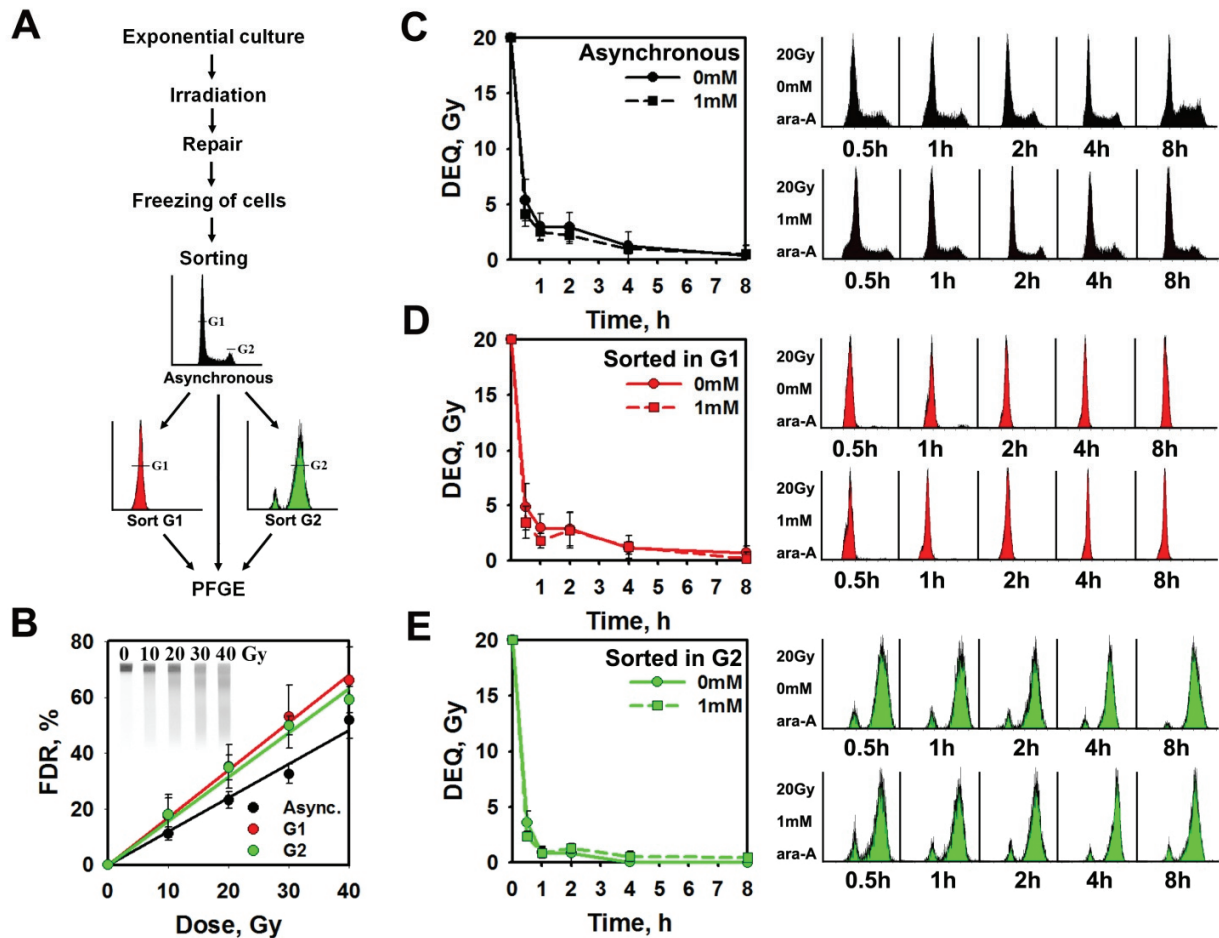 A
Exponential culture
Irradiation
Repair
Freezing of cells
Sorting
G1
G2
Asynchronous
G1
Sort G1
G2
Sort G2
PFGE
B
80
60
40
20
0
FDR, %
0 10 20 30 40 Gy
Async.
G1
G2
0 10 20 30 40
Dose, Gy
C
20
15
10
5
0
DEQ, Gy
Asynchronous
0mM
1mM
1 2 3 4 5 6 7 8
Time, h
20Gy
0mM
ara-A
0.5h 1h 2h 4h 8h
20Gy
1mM
ara-A
0.5h 1h 2h 4h 8h
D
20
15
10
5
0
DEQ, Gy
Sorted in G1
0mM
1mM
1 2 3 4 5 6 7 8
Time, h
20Gy
0mM
ara-A
0.5h 1h 2h 4h 8h
20Gy
1mM
ara-A
0.5h 1h 2h 4h 8h
E
20
15
10
5
0
DEQ, Gy
Sorted in G2
0mM
1mM
0 1 2 3 4 5 6 7 8
Time, h
20Gy
0mM
ara-A
0.5h 1h 2h 4h 8h
20Gy
1mM
ara-A
0.5h 1h 2h 4h 8h